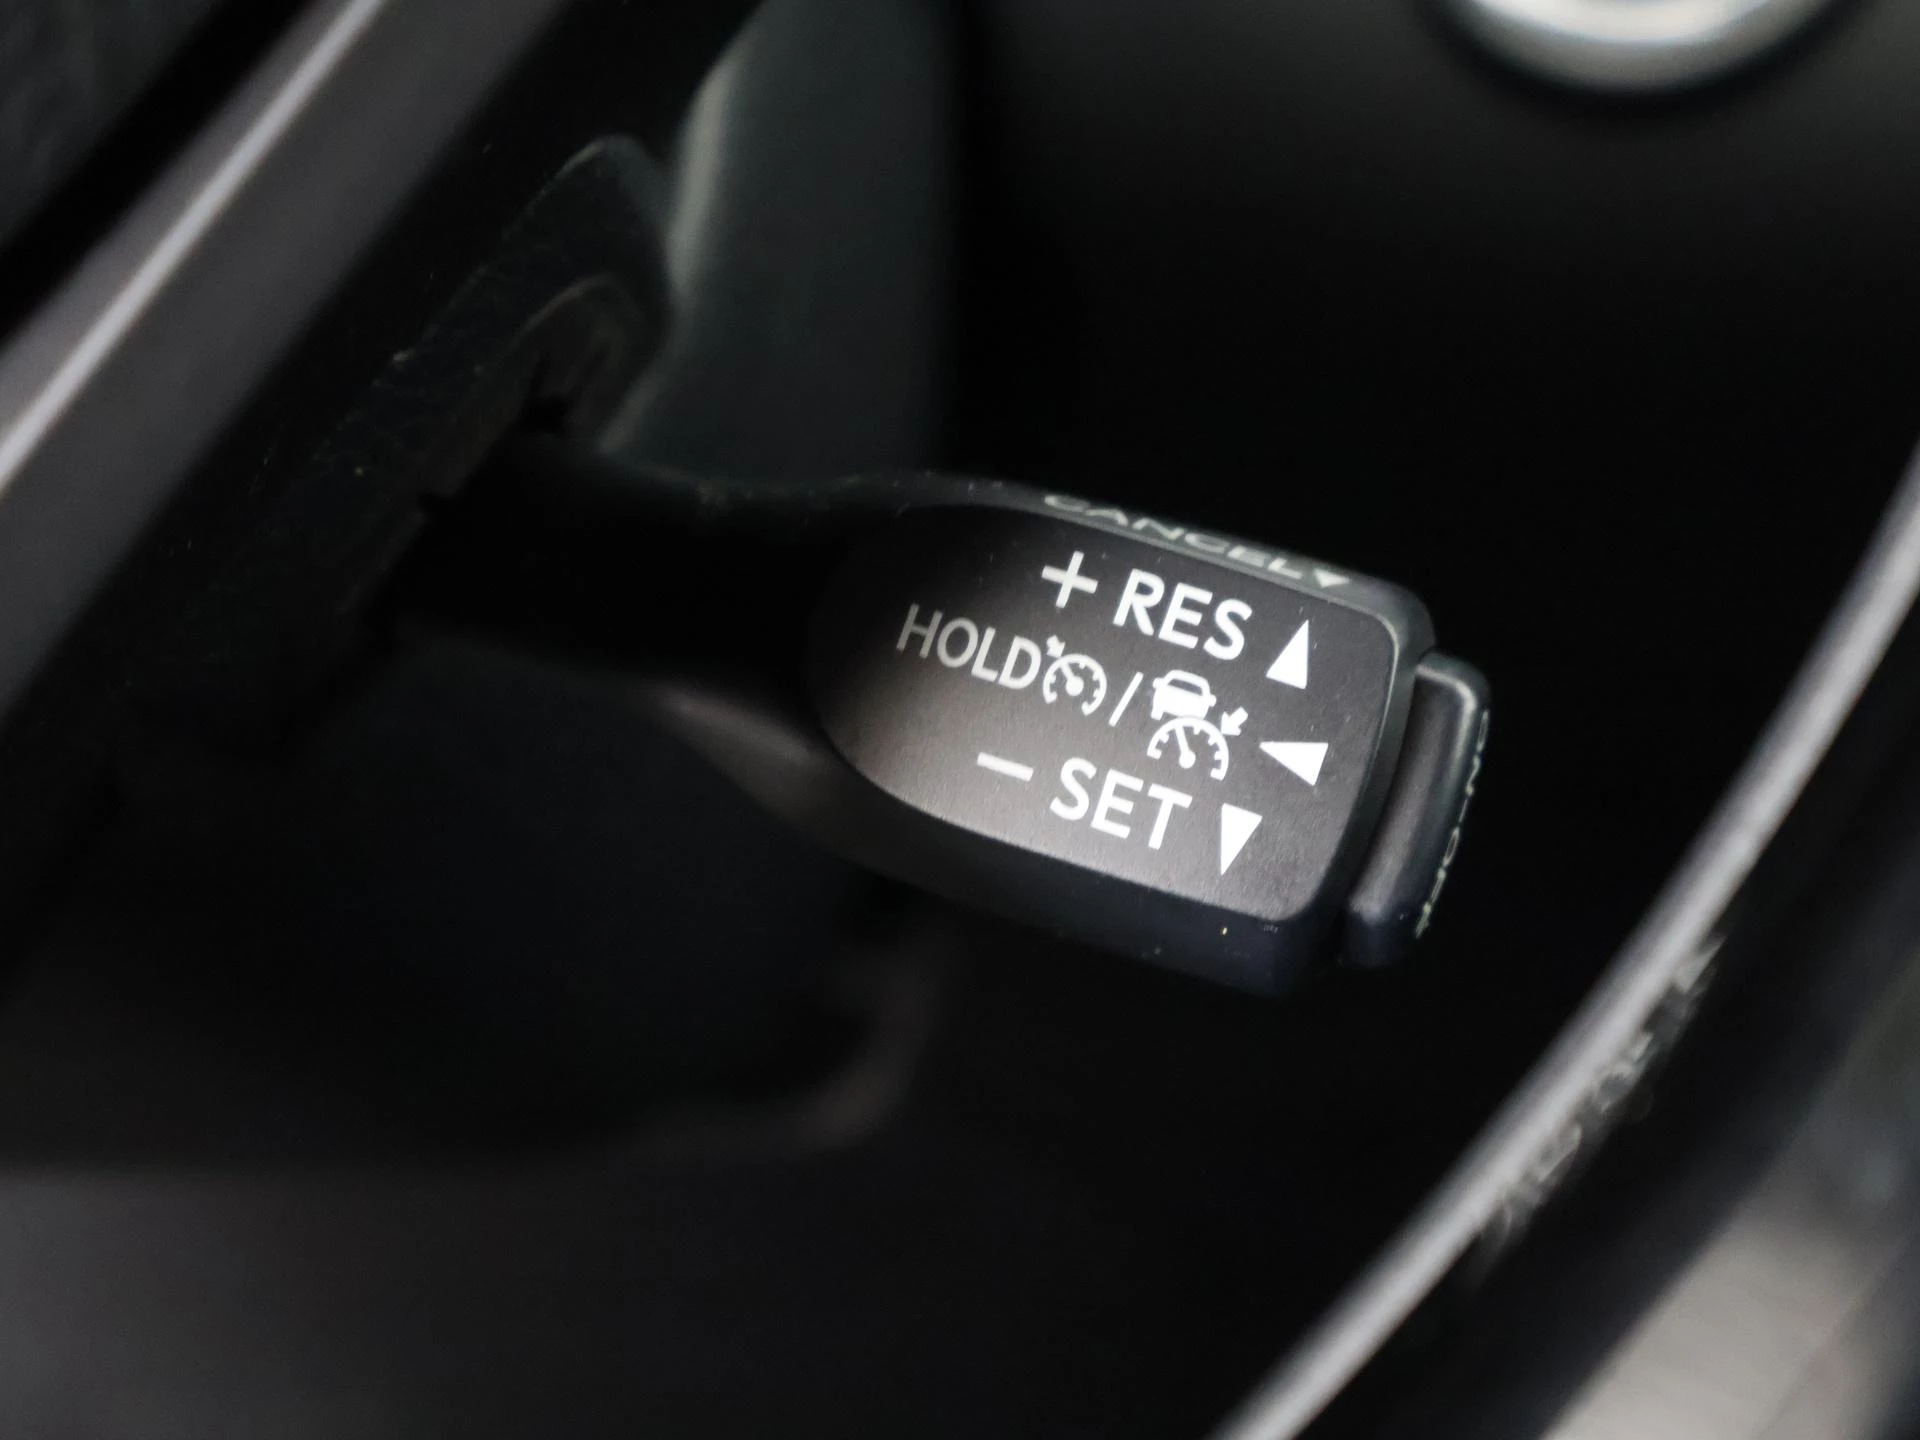 CANCEL▼
+ RES ▲
HOLD / ◀
− SET ▼